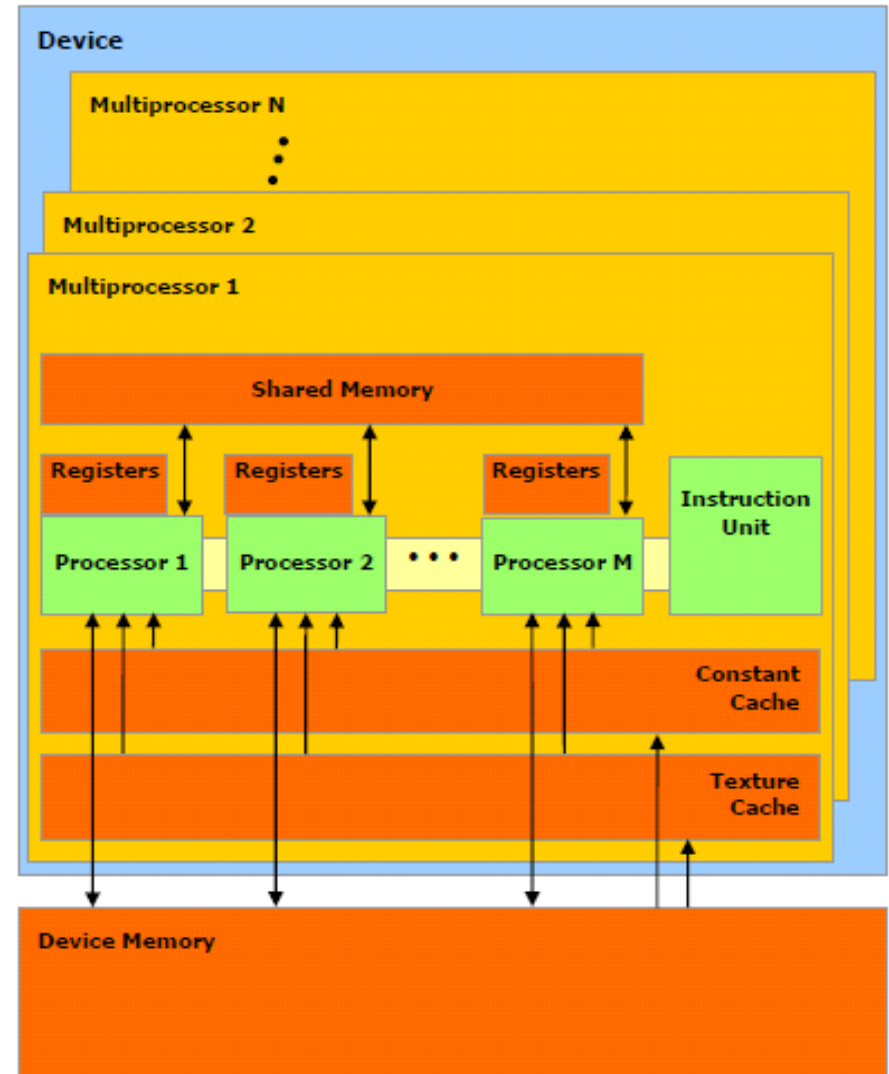 Device
Multiprocessor N
Multiprocessor 2
Multiprocessor 1
Shared Memory
Registers
Registers
Registers
Instruction
Unit
Processor 1
Processor 2
• • •
Processor M
Constant
Cache
Texture
Cache
Device Memory